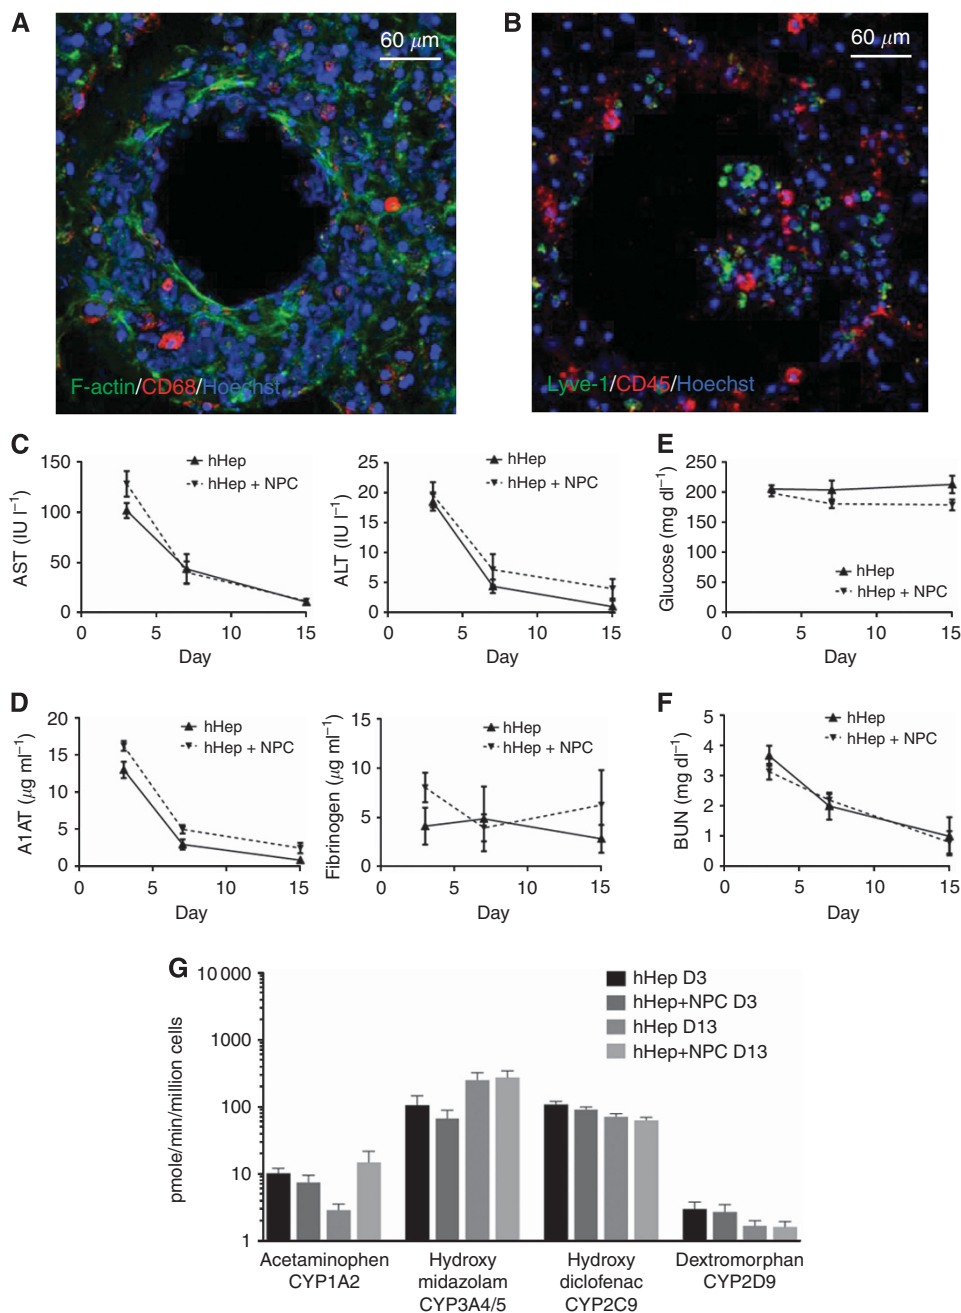 A
60 μm
F-actin/CD68/Hoechst
B
60 μm
Lyve-1/CD45/Hoechst
C
AST (IU l⁻¹)
150
100
50
0
0 5 10 15
Day
hHep
hHep + NPC
ALT (IU l⁻¹)
25
20
15
10
5
0
0 5 10 15
Day
hHep
hHep + NPC
E
Glucose (mg dl⁻¹)
250
200
150
100
50
0
0 5 10 15
Day
hHep
hHep + NPC
D
A1AT (μg ml⁻¹)
20
15
10
5
0
0 5 10 15
Day
hHep
hHep + NPC
Fibrinogen (μg ml⁻¹)
15
10
5
0
0 5 10 15
Day
hHep
hHep + NPC
F
BUN (mg dl⁻¹)
5
4
3
2
1
0
0 5 10 15
Day
hHep
hHep + NPC
G
pmole/min/million cells
10 000
1000
100
10
1
hHep D3
hHep+NPC D3
hHep D13
hHep+NPC D13
Acetaminophen
CYP1A2
Hydroxy
midazolam
CYP3A4/5
Hydroxy
diclofenac
CYP2C9
Dextromorphan
CYP2D9